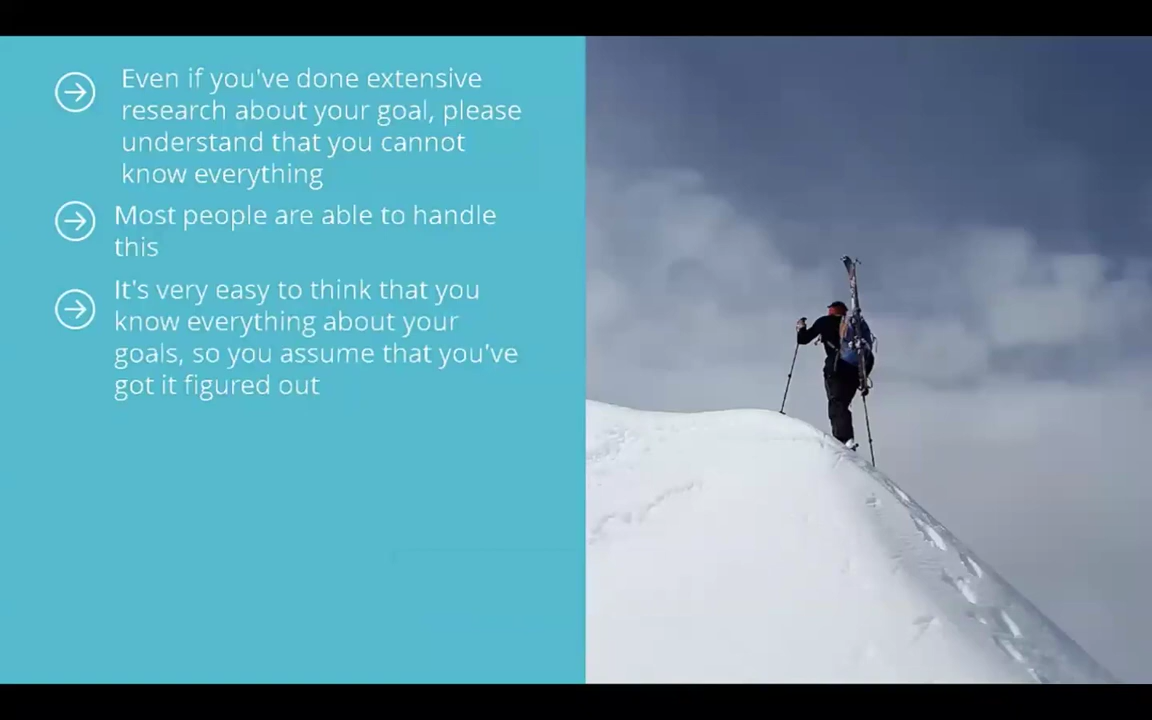 Even if you've done extensive
research about your goal, please
understand that you cannot
know everything
Most people are able to handle
this
It's very easy to think that you
know everything about your
goals, so you assume that you've
got it figured out